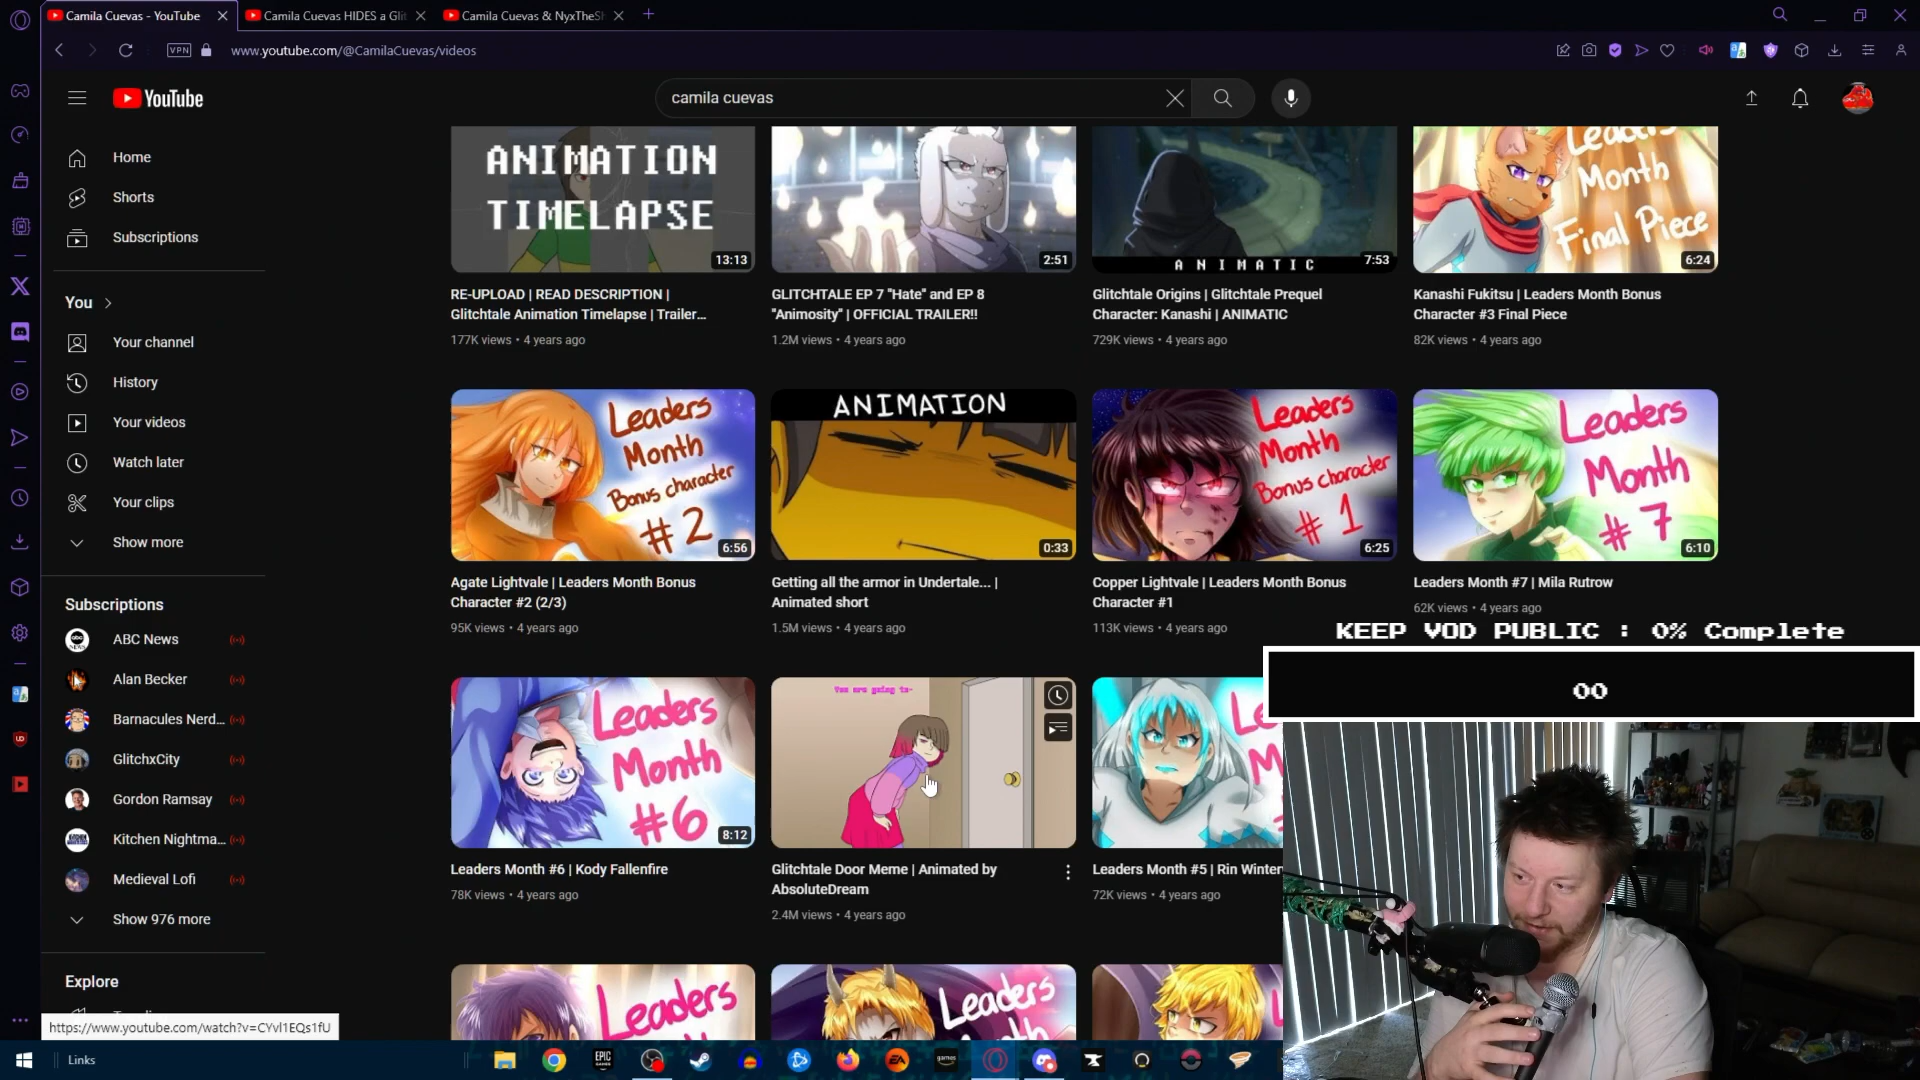 Camila Cuevas - YouTube
Camila Cuevas HIDES a Gli
Camila Cuevas & NyxTheSh
VPN
www.youtube.com/@CamilaCuevas/videos
YouTube
camila cuevas
Home
Shorts
Subscriptions
You
Your channel
History
Your videos
Watch later
Your clips
Show more
Subscriptions
ABC News
Alan Becker
Barnacules Nerd...
GlitchxCity
Gordon Ramsay
Kitchen Nightma...
Medieval Lofi
Show 976 more
Explore
ANIMATION
TIMELAPSE
13:13
RE-UPLOAD | READ DESCRIPTION |
Glitchtale Animation Timelapse | Trailer...
177K views • 4 years ago
2:51
GLITCHTALE EP 7 "Hate" and EP 8
"Animosity" | OFFICIAL TRAILER!!
1.2M views • 4 years ago
ANIMATIC
7:53
Glitchtale Origins | Glitchtale Prequel
Character: Kanashi | ANIMATIC
729K views • 4 years ago
Leaders
Month
Final Piece
6:24
Kanashi Fukitsu | Leaders Month Bonus
Character #3 Final Piece
82K views • 4 years ago
Leaders
Month
Bonus character
#2
6:56
Agate Lightvale | Leaders Month Bonus
Character #2 (2/3)
95K views • 4 years ago
ANIMATION
0:33
Getting all the armor in Undertale... |
Animated short
1.5M views • 4 years ago
Leaders
Month
Bonus character
#1
6:25
Copper Lightvale | Leaders Month Bonus
Character #1
113K views • 4 years ago
Leaders
Month
#7
6:10
Leaders Month #7 | Mila Rutrow
62K views • 4 years ago
KEEP VOD PUBLIC : 0% Complete
00
Leaders
Month
#6
8:12
Leaders Month #6 | Kody Fallenfire
78K views • 4 years ago
You are going to-
Glitchtale Door Meme | Animated by
AbsoluteDream
2.4M views • 4 years ago
Leaders Month #5 | Rin Winter
72K views • 4 years ago
Leaders
Leaders
Leaders
https://www.youtube.com/watch?v=CYvl1EQs1fU
Links
EPIC
GAMES
EA
games